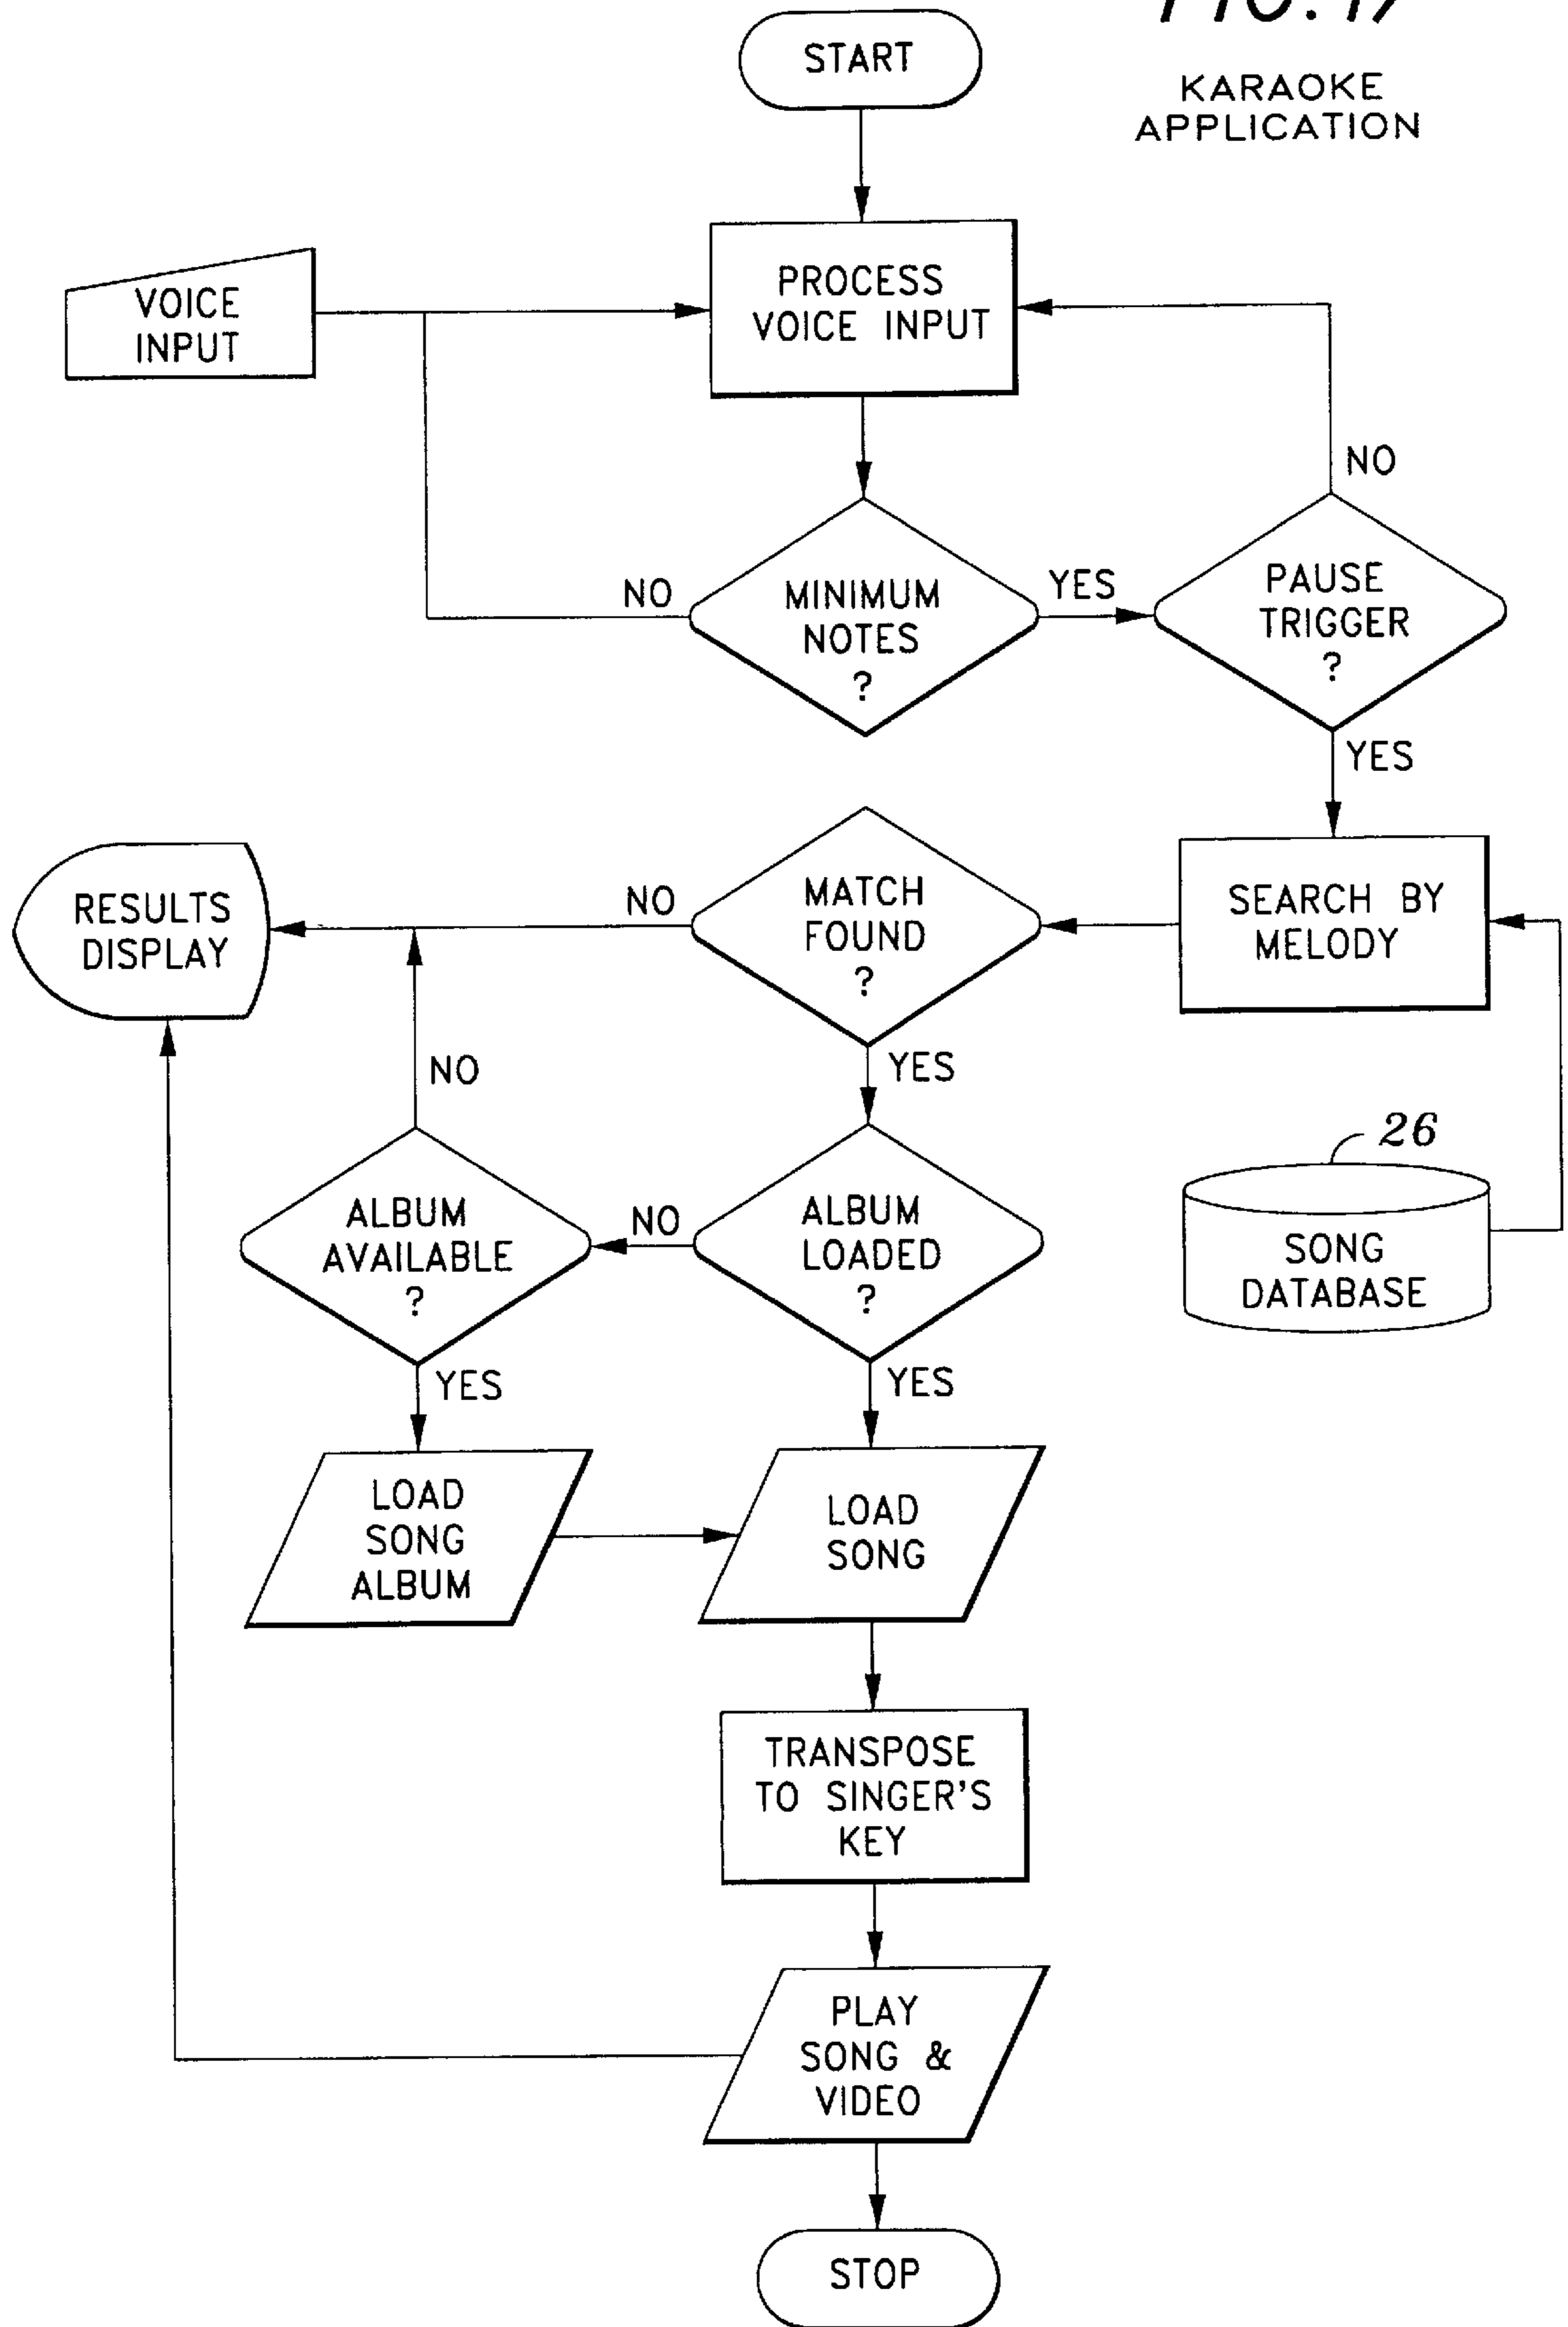 START
KARAOKE
APPLICATION
VOICE
INPUT
PROCESS
VOICE INPUT
NO
NO
MINIMUM
NOTES
?
YES
PAUSE
TRIGGER
?
YES
RESULTS
DISPLAY
NO
MATCH
FOUND
?
SEARCH BY
MELODY
NO
YES
26
ALBUM
AVAILABLE
?
NO
ALBUM
LOADED
?
SONG
DATABASE
YES
YES
LOAD
SONG
ALBUM
LOAD
SONG
TRANSPOSE
TO SINGER'S
KEY
PLAY
SONG &
VIDEO
STOP